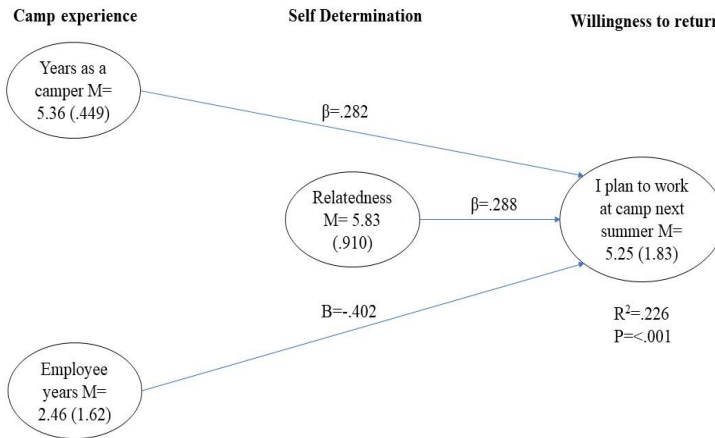 Camp experience
Self Determination
Willingness to return
Years as a
camper M=
5.36 (.449)
β=.282
Relatedness
M= 5.83
(.910)
β=.288
I plan to work
at camp next
summer M=
5.25 (1.83)
B=-.402
R²=.226
P=<.001
Employee
years M=
2.46 (1.62)